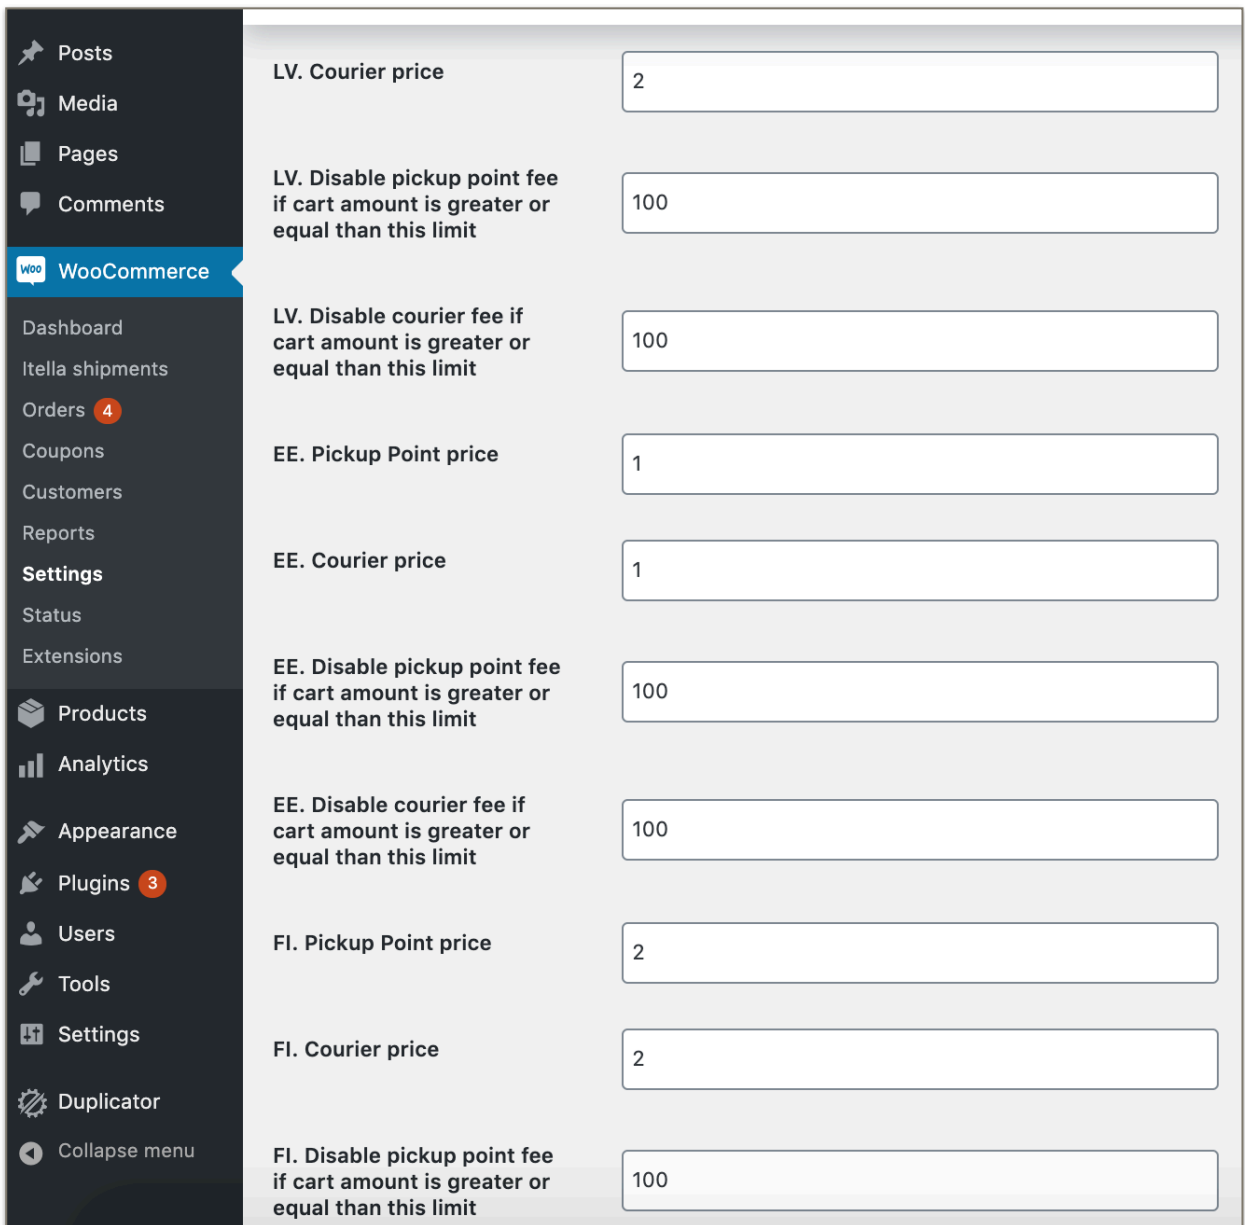 Posts
Media
Pages
Comments
Woo WooCommerce
Dashboard
Itella shipments
Orders 4
Coupons
Customers
Reports
Settings
Status
Extensions
Products
Analytics
Appearance
Plugins 3
Users
Tools
Settings
Duplicator
Collapse menu
LV. Courier price
2
LV. Disable pickup point fee
if cart amount is greater or
equal than this limit
100
LV. Disable courier fee if
cart amount is greater or
equal than this limit
100
EE. Pickup Point price
1
EE. Courier price
1
EE. Disable pickup point fee
if cart amount is greater or
equal than this limit
100
EE. Disable courier fee if
cart amount is greater or
equal than this limit
100
FI. Pickup Point price
2
FI. Courier price
2
FI. Disable pickup point fee
if cart amount is greater or
equal than this limit
100